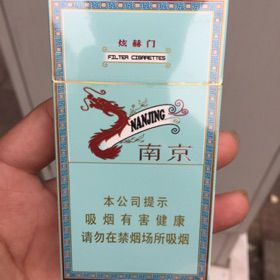 炫赫门
FILTER CIGARETTES
NANJING
南京
本公司提示
吸烟有害健康
请勿在禁烟场所吸烟